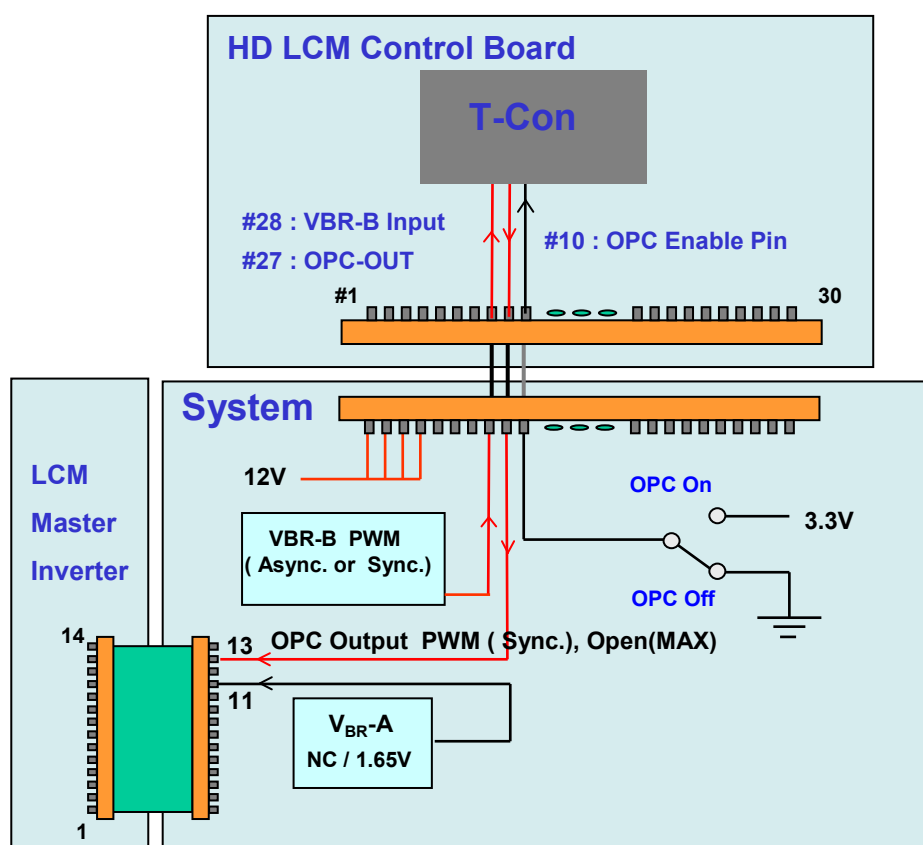 HD LCM Control Board
T-Con
#28 : VBR-B Input
#27 : OPC-OUT
#10 : OPC Enable Pin
#1
30
System
LCM
Master
Inverter
12V
OPC On
3.3V
VBR-B PWM
( Async. or Sync.)
OPC Off
14
13
OPC Output PWM ( Sync.), Open(MAX)
11
VBR-A
NC / 1.65V
1